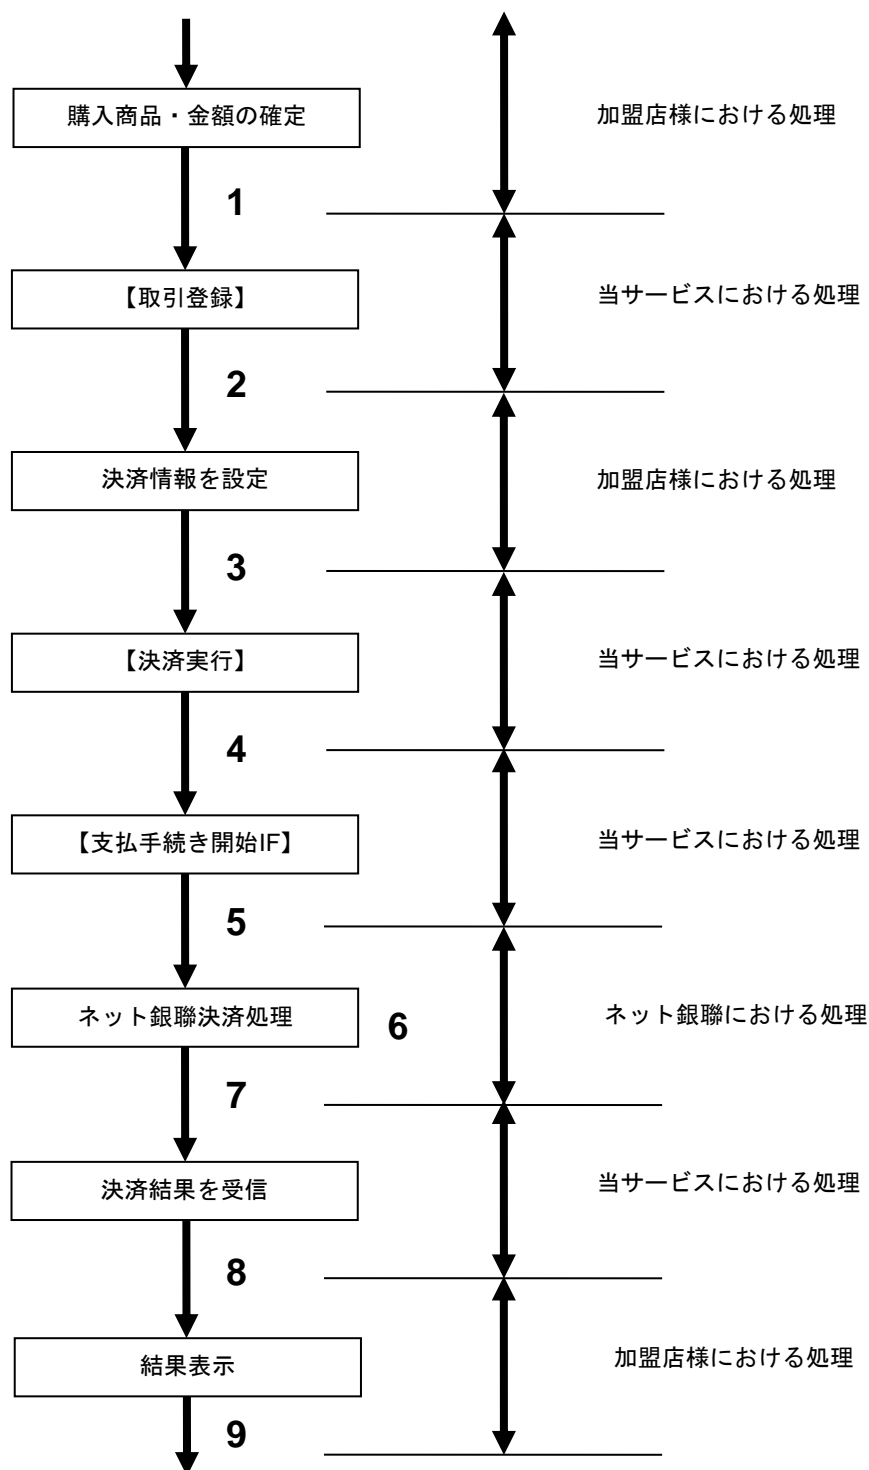 購入商品・金額の確定
加盟店様における処理
1
【取引登録】
当サービスにおける処理
2
決済情報を設定
加盟店様における処理
3
【決済実行】
当サービスにおける処理
4
【支払手続き開始IF】
当サービスにおける処理
5
ネット銀聯決済処理
6
ネット銀聯における処理
7
決済結果を受信
当サービスにおける処理
8
結果表示
加盟店様における処理
9